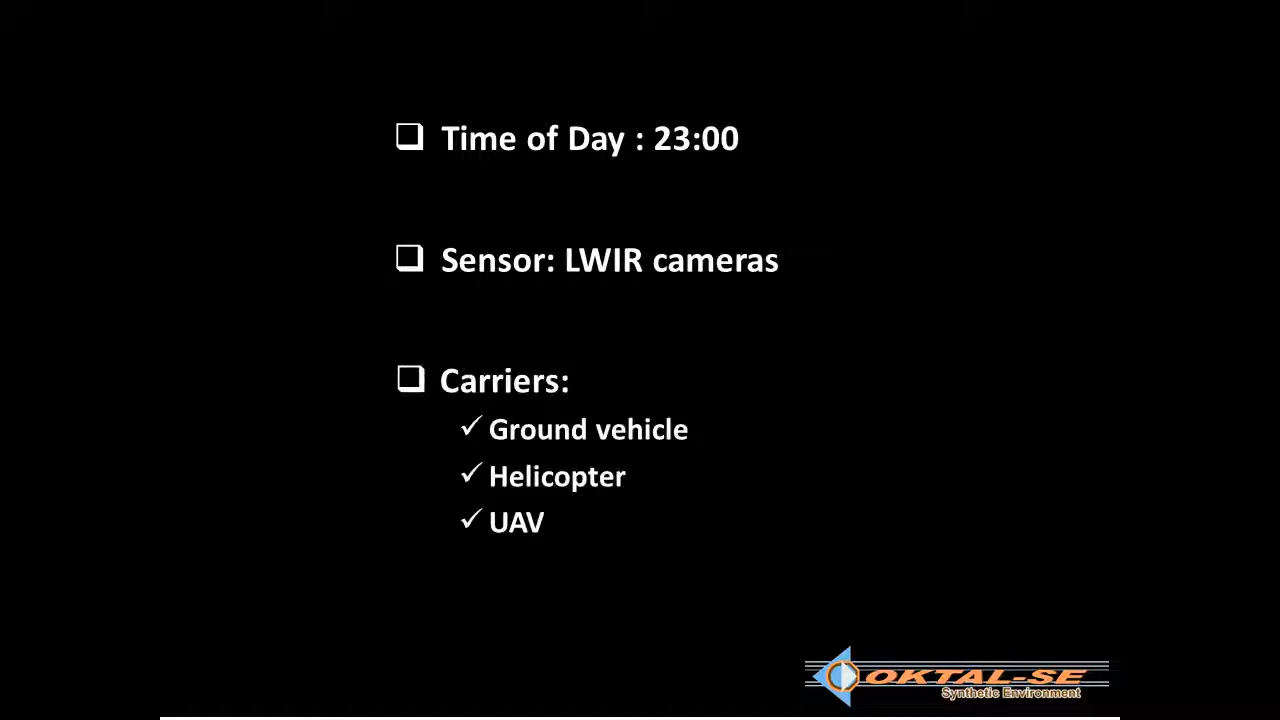 ❑ Time of Day : 23:00
❑ Sensor: LWIR cameras
❑ Carriers:
✓ Ground vehicle
✓ Helicopter
✓ UAV
OKTAL-SE
Synthetic Environment